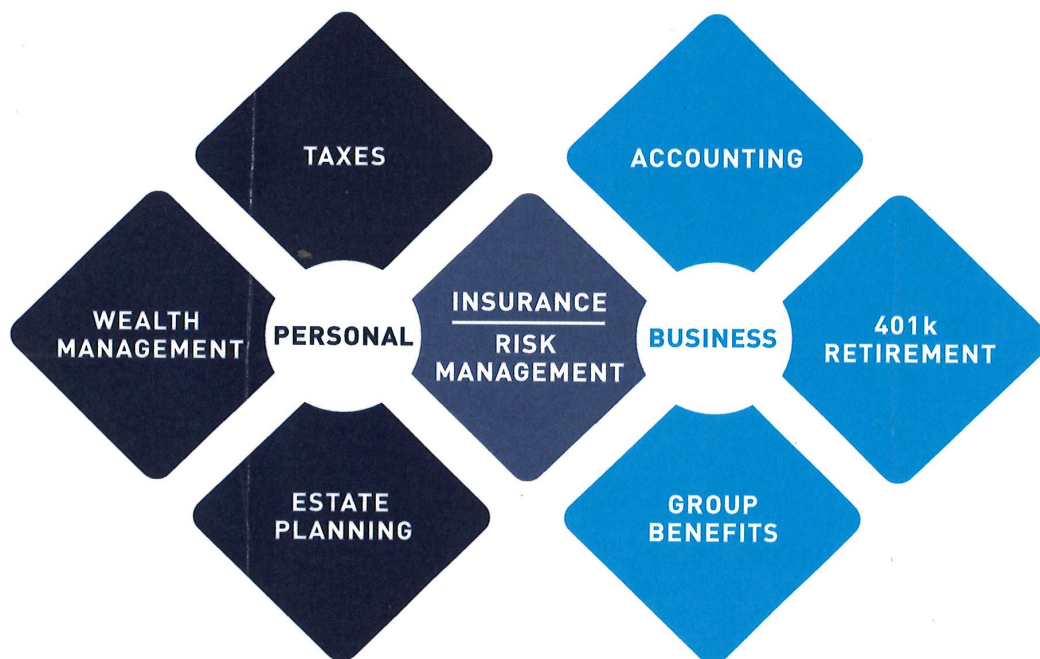 TAXES
ACCOUNTING
WEALTH
MANAGEMENT
PERSONAL
INSURANCE
RISK
MANAGEMENT
BUSINESS
401k
RETIREMENT
ESTATE
PLANNING
GROUP
BENEFITS